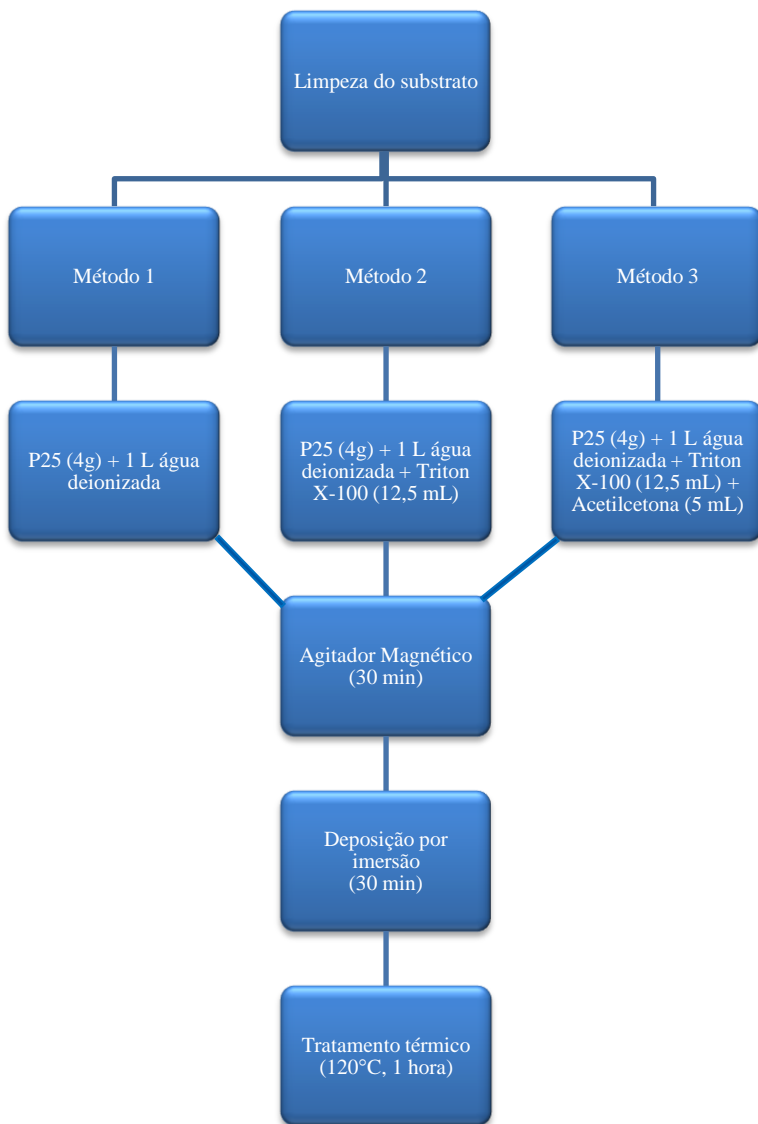 Limpeza do substrato
Método 1
Método 2
Método 3
P25 (4g) + 1 L água
deionizada
P25 (4g) + 1 L água
deionizada + Triton
X-100 (12,5 mL)
P25 (4g) + 1 L água
deionizada + Triton
X-100 (12,5 mL) +
Acetilcetona (5 mL)
Agitador Magnético
(30 min)
Deposição por
imersão
(30 min)
Tratamento térmico
(120°C, 1 hora)